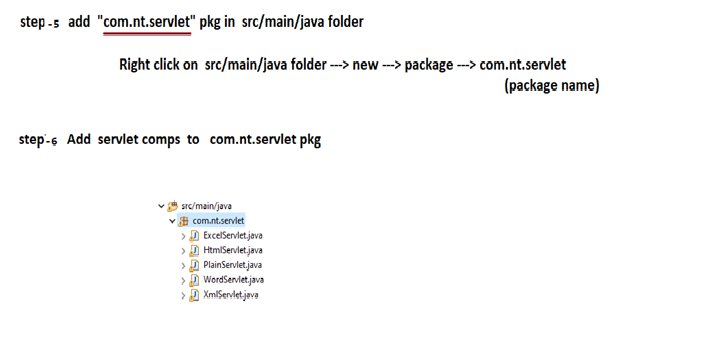 step -5 add "com.nt.servlet" pkg in src/main/java folder
Right click on src/main/java folder ---> new ---> package ---> com.nt.servlet
(package name)
step -6 Add servlet comps to com.nt.servlet pkg
src/main/java
com.nt.servlet
ExcelServlet.java
HtmlServlet.java
PlainServlet.java
WordServlet.java
XmlServlet.java